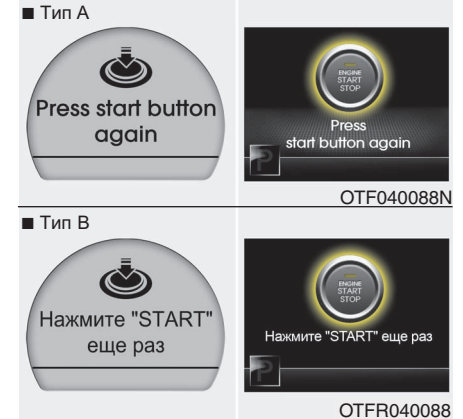 ■ Тип A
Press start button
again
ENGINE
START
STOP
Press
start button again
P
OTF040088N
■ Тип B
Нажмите "START"
еще раз
ENGINE
START
STOP
Нажмите "START" еще раз
P
OTFR040088